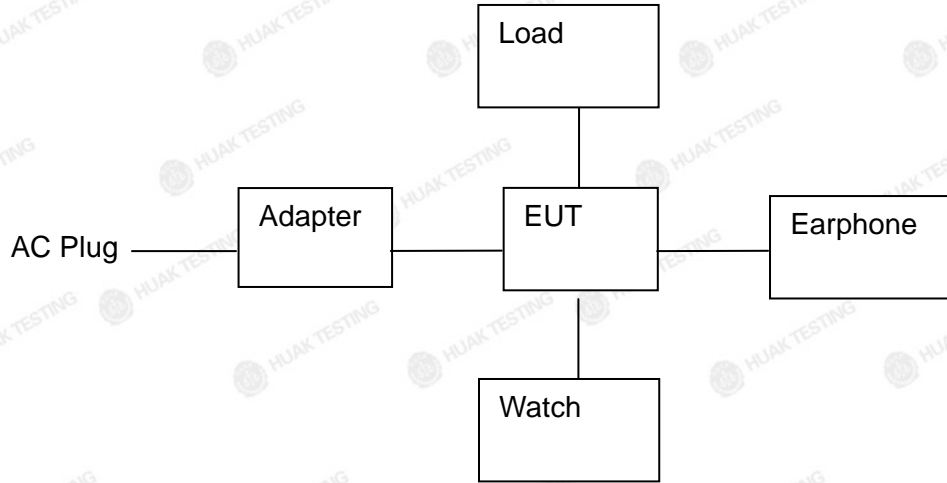 Load
Adapter
EUT
Earphone
AC Plug
Watch
HUAK TESTING